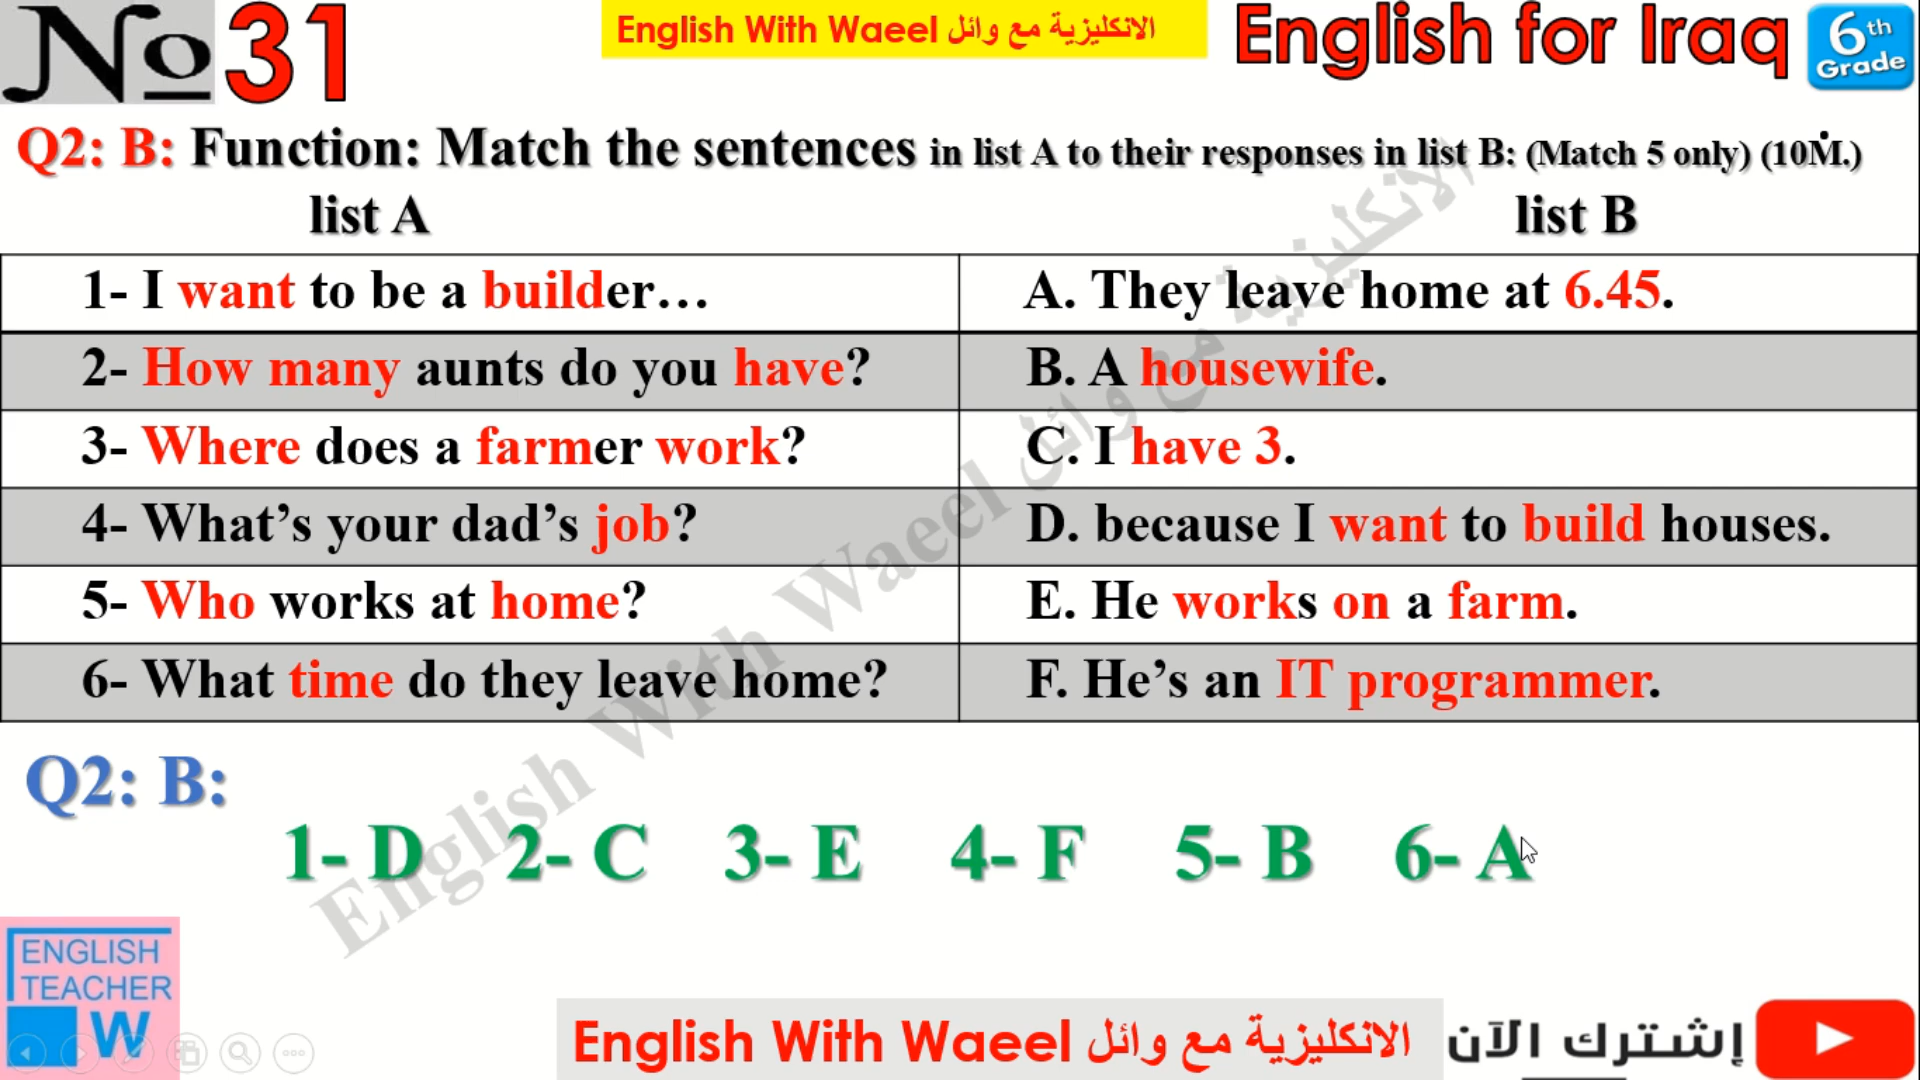 No 31
English With Waeel الانكليزية مع وائل
English for Iraq
6th Grade
Q2: B: Function: Match the sentences in list A to their responses in list B: (Match 5 only) (10M.)
list A
list B
1- I want to be a builder…
A. They leave home at 6.45.
2- How many aunts do you have?
B. A housewife.
3- Where does a farmer work?
C. I have 3.
4- What’s your dad’s job?
D. because I want to build houses.
5- Who works at home?
E. He works on a farm.
6- What time do they leave home?
F. He’s an IT programmer.
English With Waeel الانكليزية مع وائل
Q2: B:
1- D 2- C 3- E 4- F 5- B 6- A
ENGLISH
TEACHER
W
English With Waeel الانكليزية مع وائل
إشترك الآن